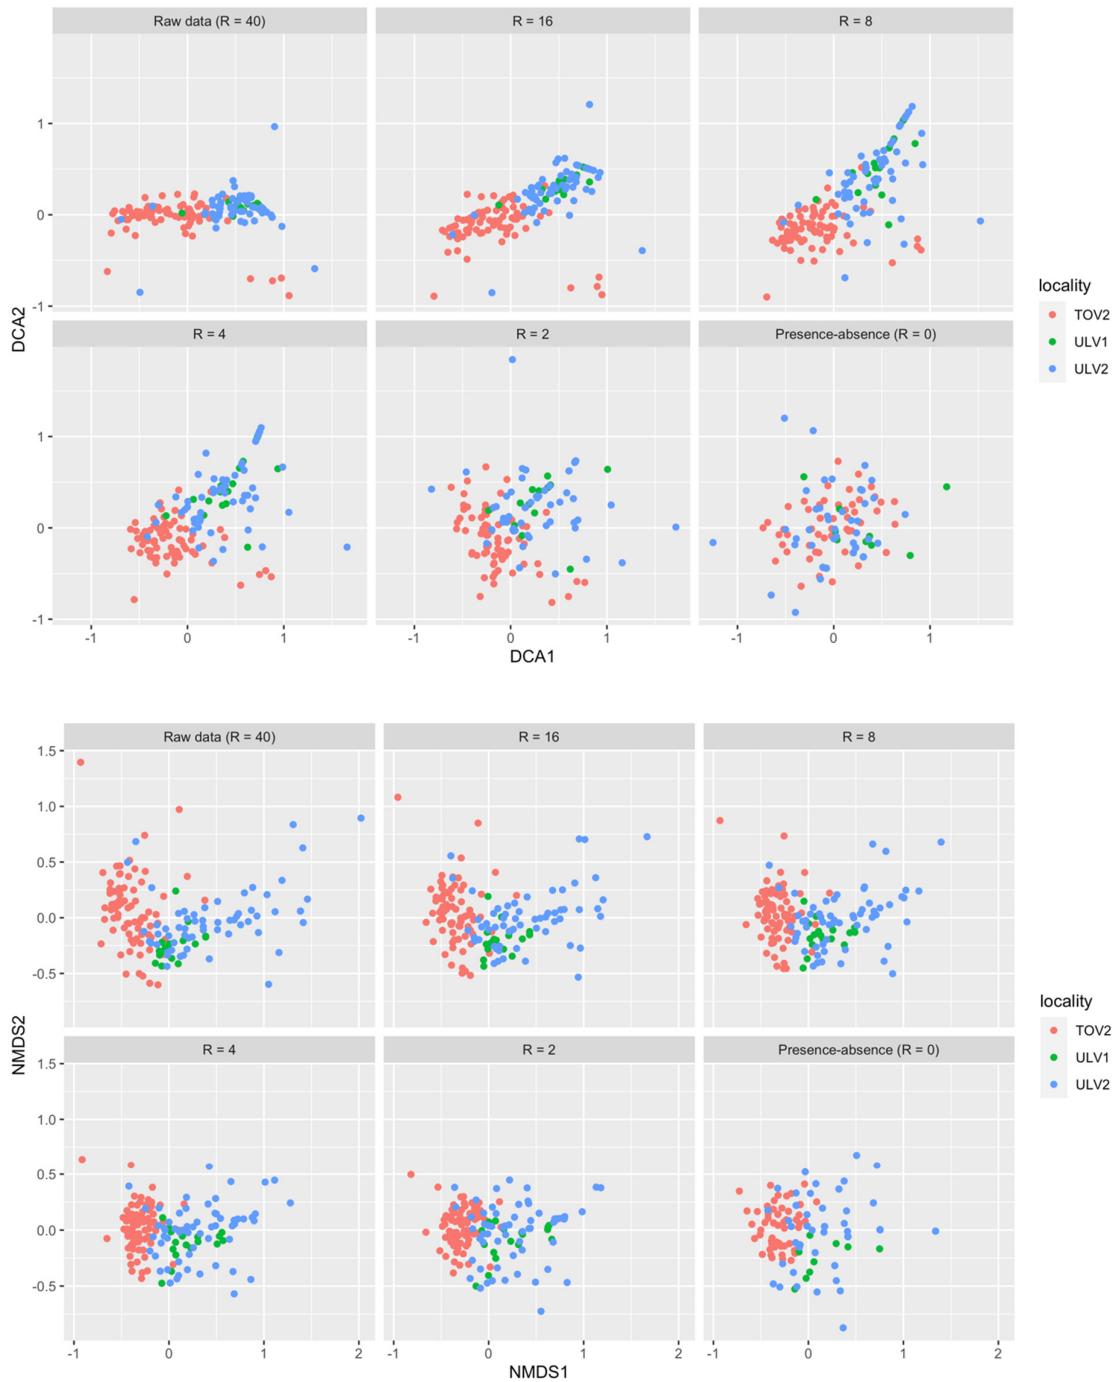 Raw data (R = 40) R = 16 R = 8
1
0
-1
DCA2
locality
TOV2
ULV1
ULV2
R = 4 R = 2 Presence-absence (R = 0)
1
0
-1
-1 0 1 -1 0 1 -1 0 1
DCA1
Raw data (R = 40) R = 16 R = 8
1.5
1.0
0.5
0.0
-0.5
NMDS2
locality
TOV2
ULV1
ULV2
R = 4 R = 2 Presence-absence (R = 0)
1.5
1.0
0.5
0.0
-0.5
-1 0 1 2 -1 0 1 2 -1 0 1 2
NMDS1